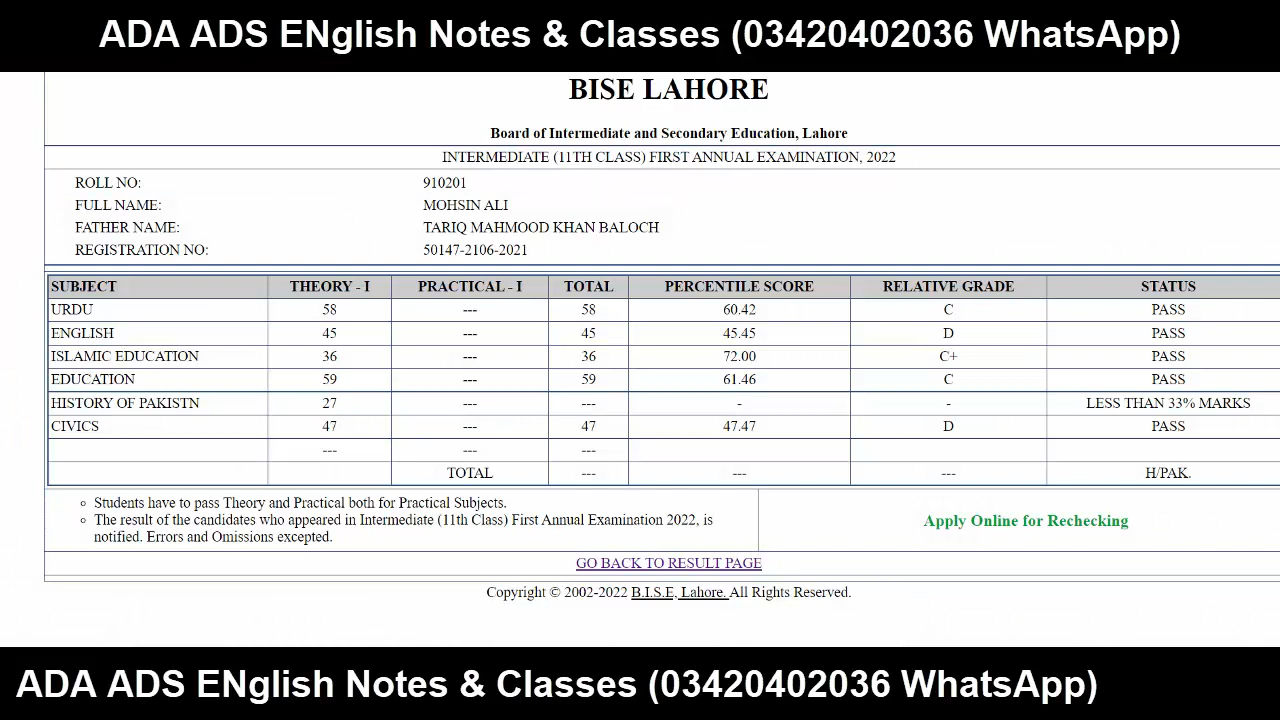 ADA ADS ENglish Notes & Classes (03420402036 WhatsApp)
BISE LAHORE
Board of Intermediate and Secondary Education, Lahore
INTERMEDIATE (11TH CLASS) FIRST ANNUAL EXAMINATION, 2022
ROLL NO: 910201
FULL NAME: MOHSIN ALI
FATHER NAME: TARIQ MAHMOOD KHAN BALOCH
REGISTRATION NO: 50147-2106-2021
SUBJECT THEORY - I PRACTICAL - I TOTAL PERCENTILE SCORE RELATIVE GRADE STATUS
URDU 58 --- 58 60.42 C PASS
ENGLISH 45 --- 45 45.45 D PASS
ISLAMIC EDUCATION 36 --- 36 72.00 C+ PASS
EDUCATION 59 --- 59 61.46 C PASS
HISTORY OF PAKISTN 27 --- --- - - LESS THAN 33% MARKS
CIVICS 47 --- 47 47.47 D PASS
--- --- ---
TOTAL --- --- --- H/PAK.
Students have to pass Theory and Practical both for Practical Subjects.
The result of the candidates who appeared in Intermediate (11th Class) First Annual Examination 2022, is
notified. Errors and Omissions excepted.
Apply Online for Rechecking
GO BACK TO RESULT PAGE
Copyright © 2002-2022 B.I.S.E, Lahore. All Rights Reserved.
ADA ADS ENglish Notes & Classes (03420402036 WhatsApp)